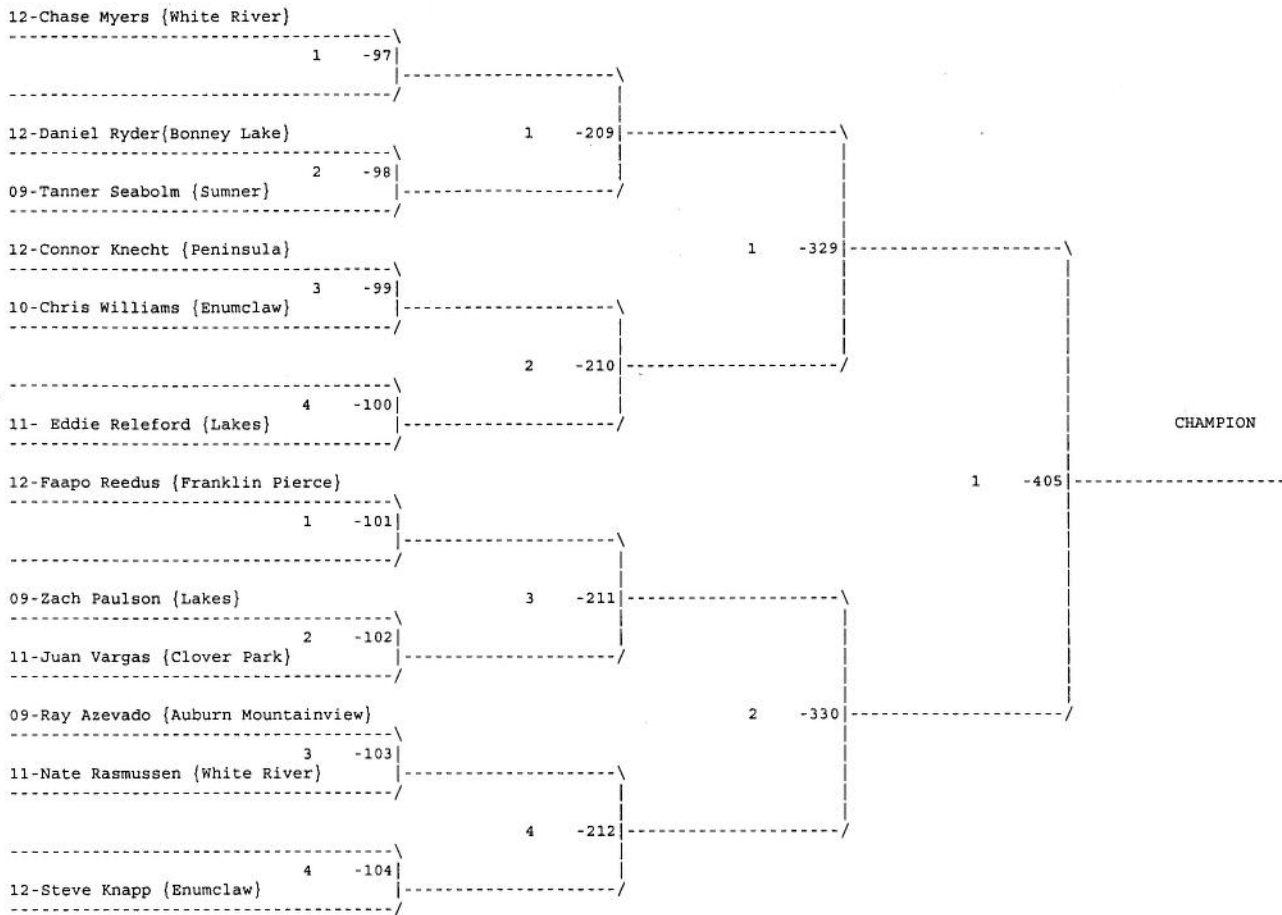 12-Chase Myers {White River}
1 -97
12-Daniel Ryder{Bonney Lake}
1 -209
2 -98
09-Tanner Seabolm {Sumner}
12-Connor Knecht {Peninsula}
1 -329
3 -99
10-Chris Williams {Enumclaw}
2 -210
4 -100
11- Eddie Releford {Lakes}
CHAMPION
12-Faapo Reedus {Franklin Pierce}
1 -405
1 -101
09-Zach Paulson {Lakes}
3 -211
2 -102
11-Juan Vargas {Clover Park}
09-Ray Azevado {Auburn Mountainview}
2 -330
3 -103
11-Nate Rasmussen {White River}
4 -212
4 -104
12-Steve Knapp {Enumclaw}